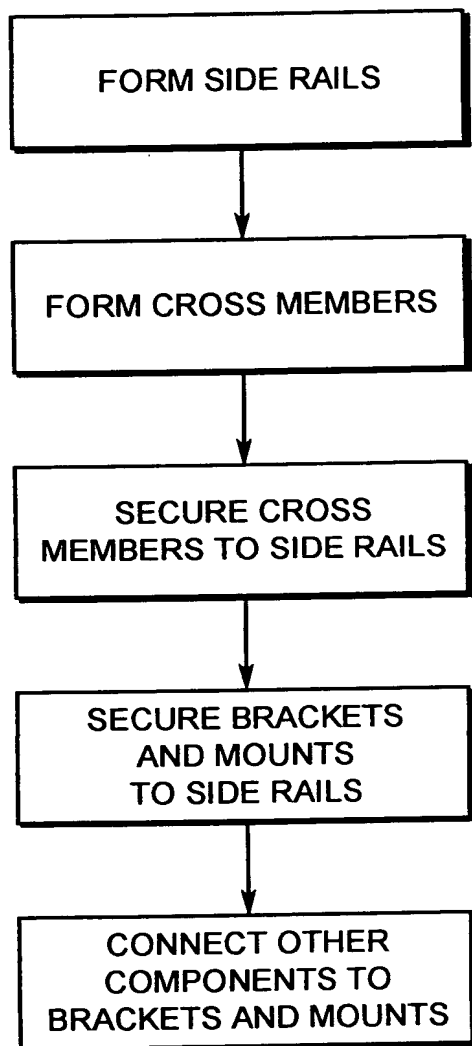 FORM SIDE RAILS
FORM CROSS MEMBERS
SECURE CROSS
MEMBERS TO SIDE RAILS
SECURE BRACKETS
AND MOUNTS
TO SIDE RAILS
CONNECT OTHER
COMPONENTS TO
BRACKETS AND MOUNTS